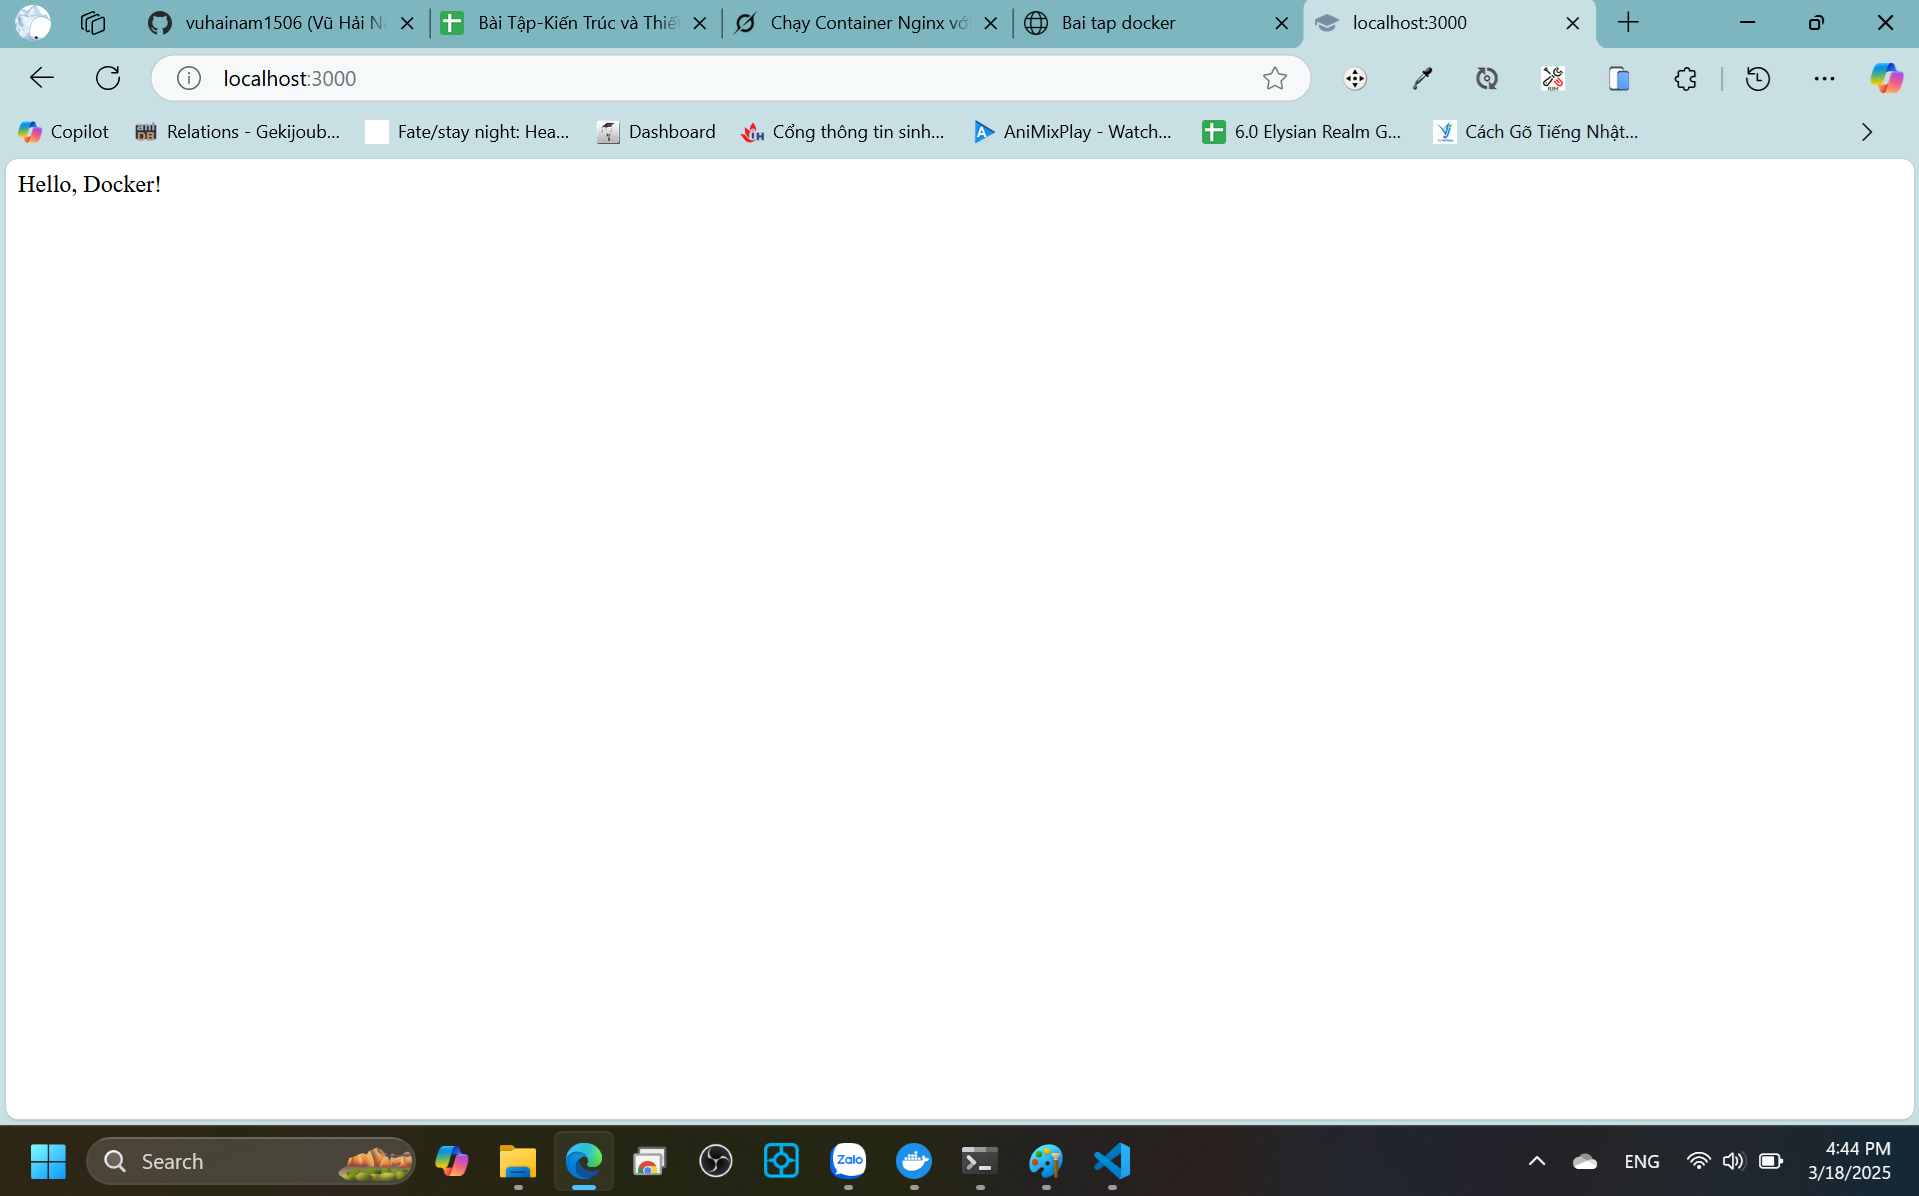 vuhainam1506 (Vũ Hải Na
Bài Tập-Kiến Trúc và Thiế
Chạy Container Nginx vớ
Bai tap docker
localhost:3000
localhost:3000
Copilot
Relations - Gekijoub...
Fate/stay night: Hea...
Dashboard
Cổng thông tin sinh...
AniMixPlay - Watch...
6.0 Elysian Realm G...
Cách Gõ Tiếng Nhật...
Hello, Docker!
Search
Zalo
ENG
4:44 PM
3/18/2025